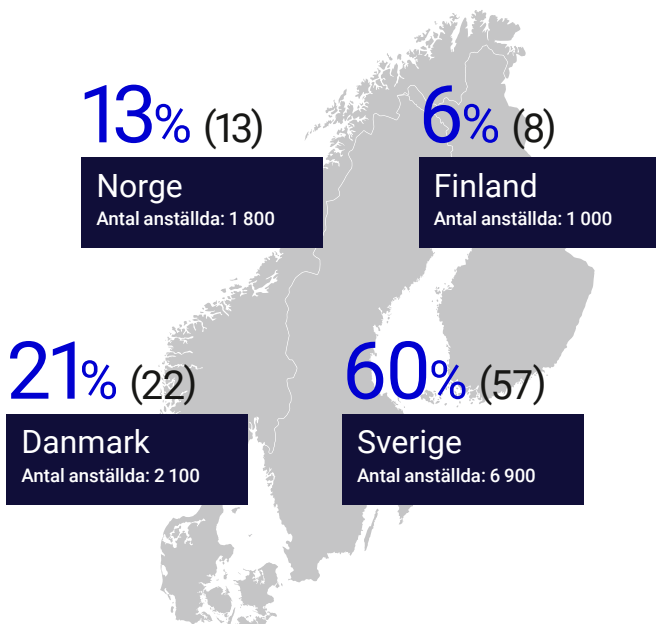 13% (13)
Norge
Antal anställda: 1 800
6% (8)
Finland
Antal anställda: 1 000
21% (22)
Danmark
Antal anställda: 2 100
60% (57)
Sverige
Antal anställda: 6 900